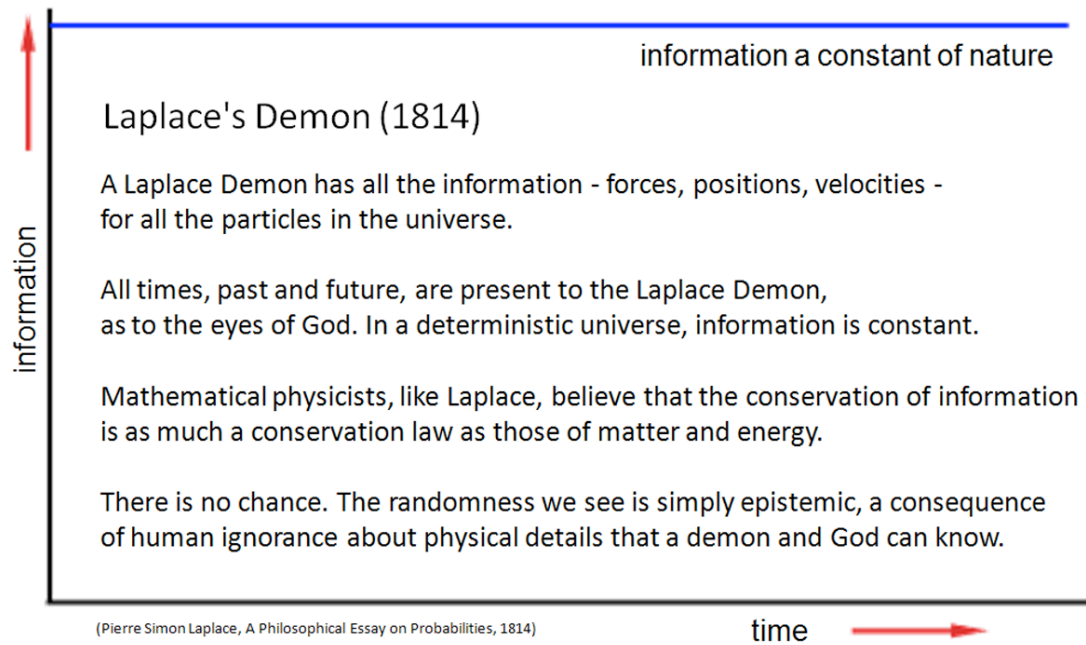 information a constant of nature
Laplace's Demon (1814)
A Laplace Demon has all the information - forces, positions, velocities -
for all the particles in the universe.
All times, past and future, are present to the Laplace Demon,
as to the eyes of God. In a deterministic universe, information is constant.
Mathematical physicists, like Laplace, believe that the conservation of information
is as much a conservation law as those of matter and energy.
There is no chance. The randomness we see is simply epistemic, a consequence
of human ignorance about physical details that a demon and God can know.
information
(Pierre Simon Laplace, A Philosophical Essay on Probabilities, 1814)
time